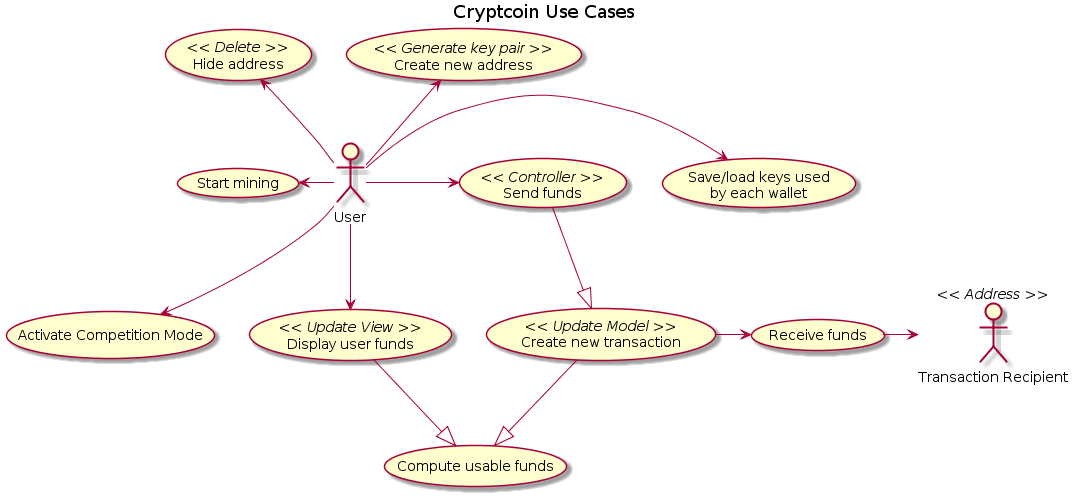 Cryptcoin Use Cases
<< Delete >>
Hide address
<< Generate key pair >>
Create new address
Start mining
User
<< Controller >>
Send funds
Save/load keys used
by each wallet
Activate Competition Mode
<< Update View >>
Display user funds
<< Update Model >>
Create new transaction
Receive funds
<< Address >>
Transaction Recipient
Compute usable funds